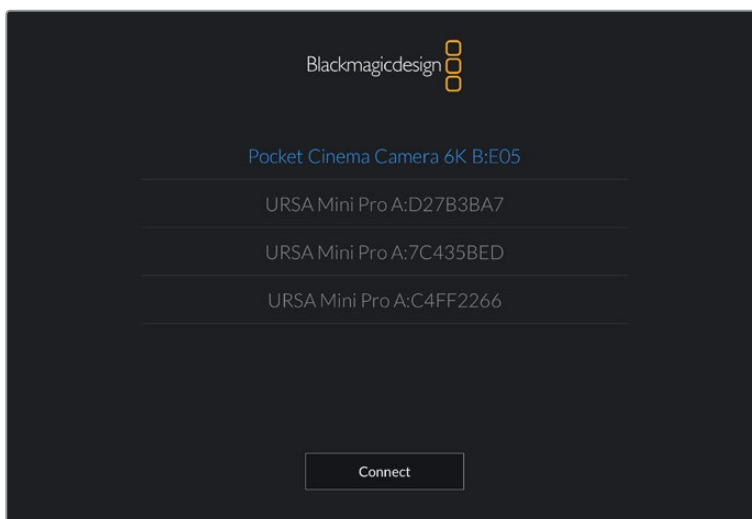 Blackmagicdesign
Pocket Cinema Camera 6K B:E05
URSA Mini Pro A:D27B3BA7
URSA Mini Pro A:7C435BED
URSA Mini Pro A:C4FF2266
Connect